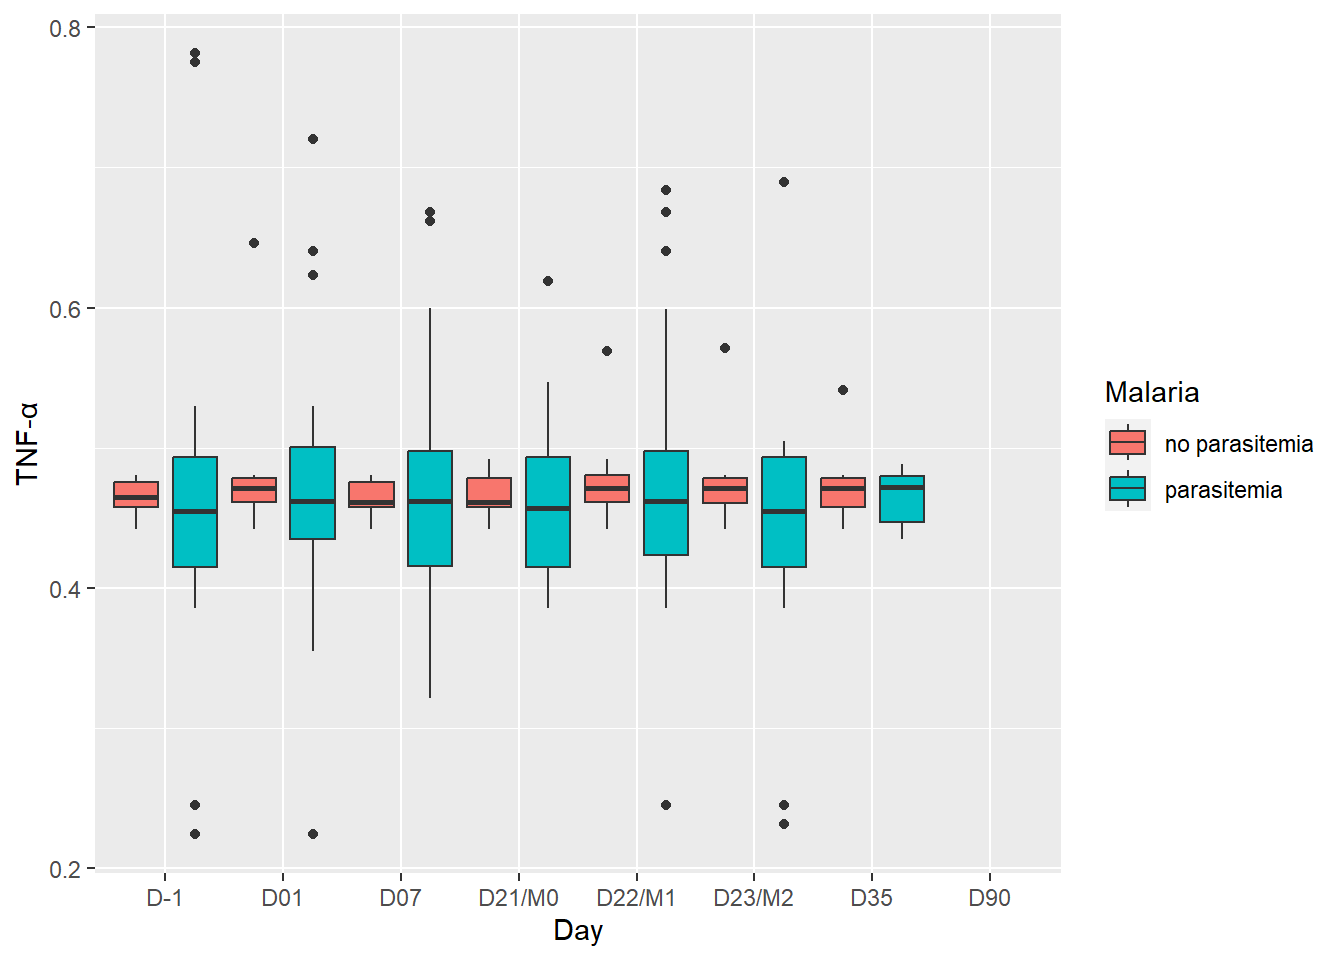 TNF-α
0.8
0.6
0.4
0.2
D-1 D01 D07 D21/M0 D22/M1 D23/M2 D35 D90
Day
Malaria
no parasitemia
parasitemia